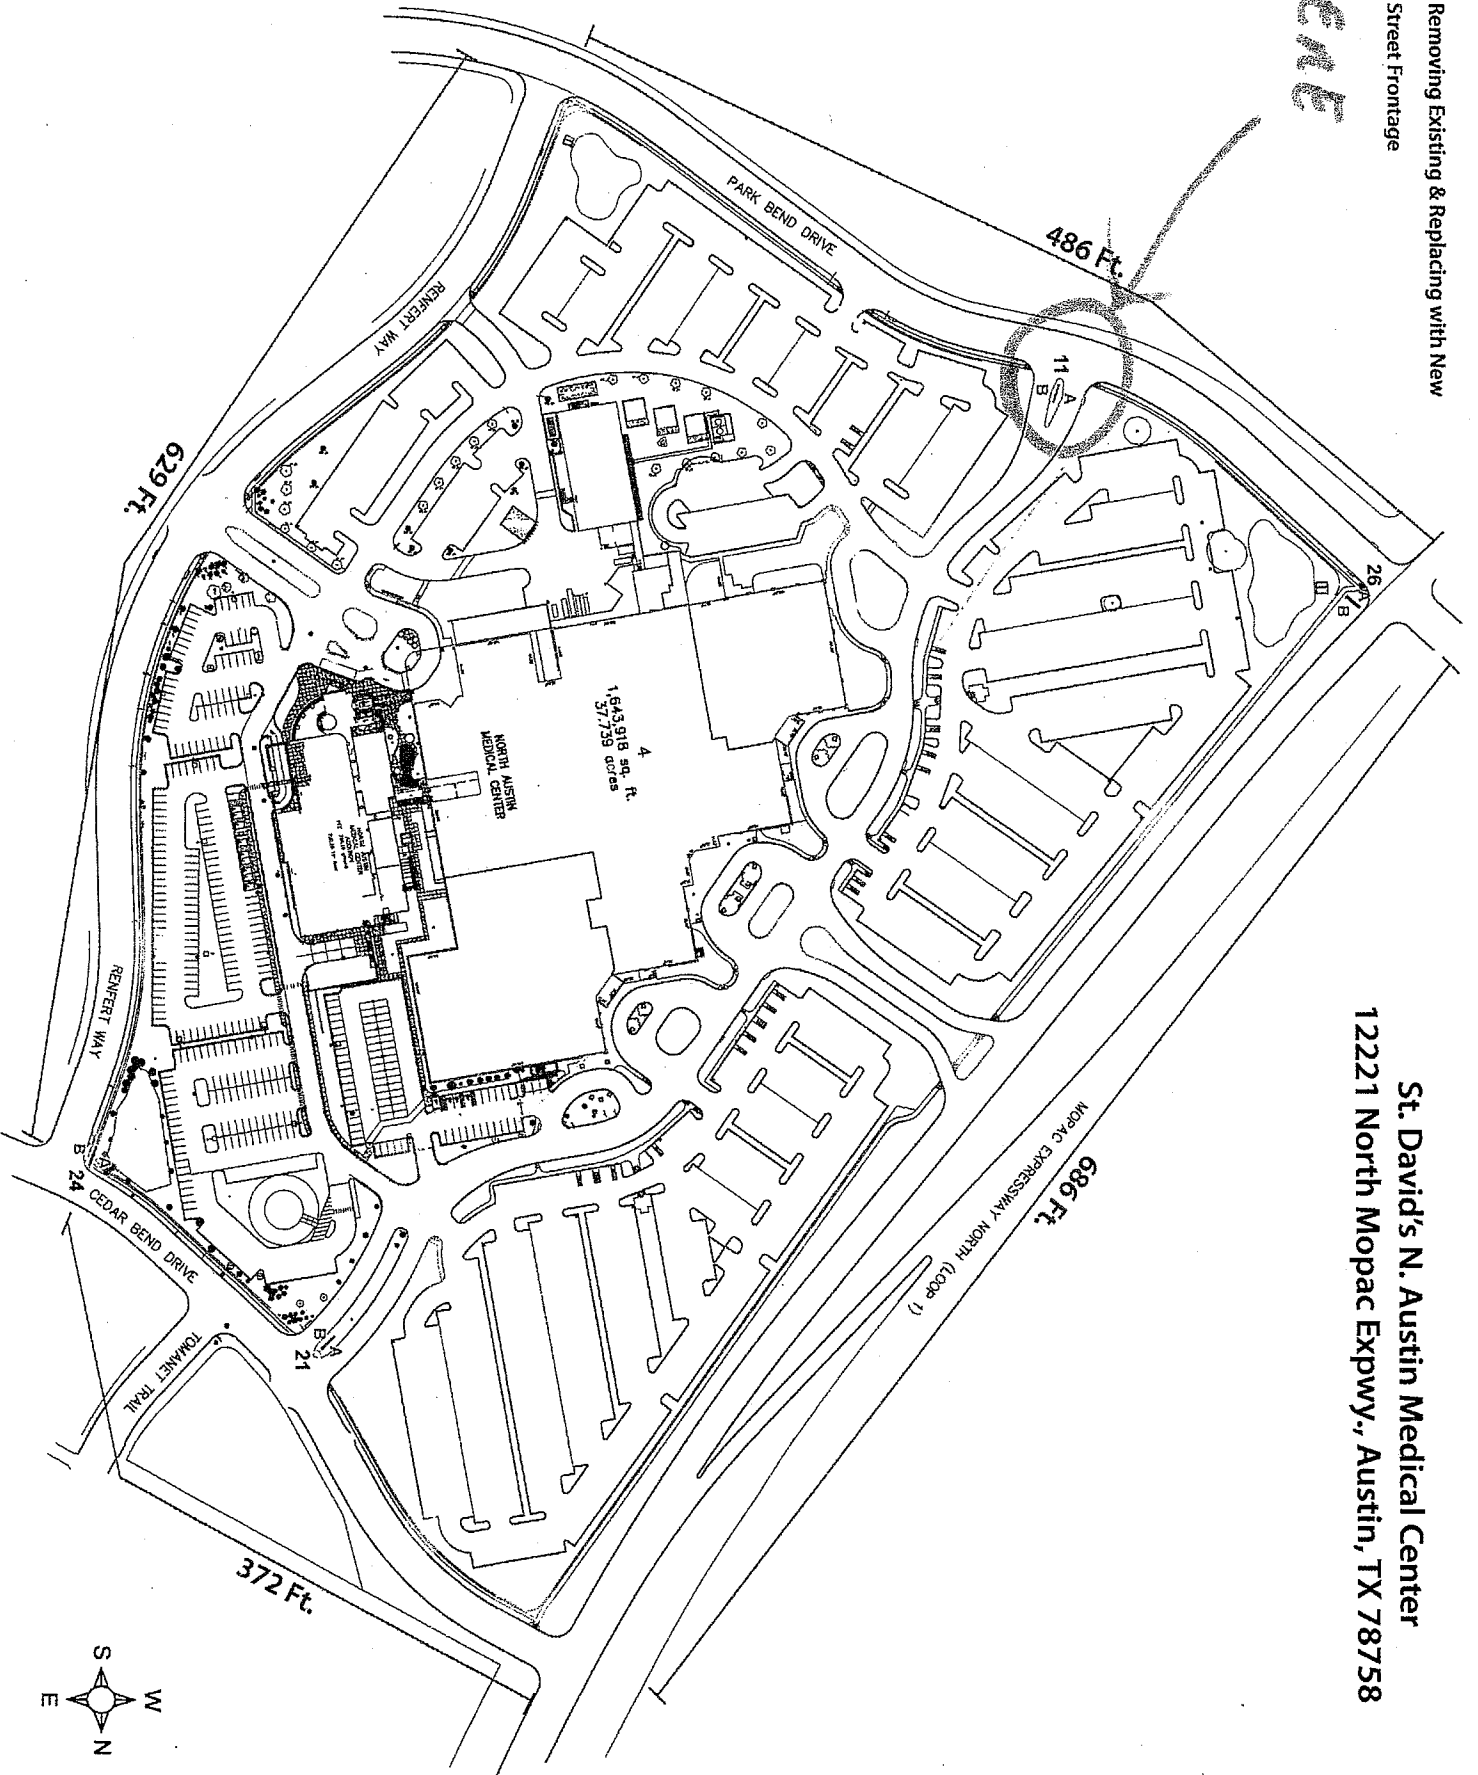 Removing Existing & Replacing with New
Street Frontage
St. David's N. Austin Medical Center
12221 North Mopac Expwy., Austin, TX 78758
486 Ft.
PARK BEND DRIVE
11
A
B
26
B
RENFERT WAY
629 Ft.
4
1,643,918 sq. ft.
37.739 acres
NORTH AUSTIN
MEDICAL CENTER
MOPAC EXPRESSWAY NORTH (LOOP 1)
686 Ft.
RENFERT WAY
B
24
CEDAR BEND DRIVE
B
A
21
TOMANET TRAIL
372 Ft.
S
W
E
N